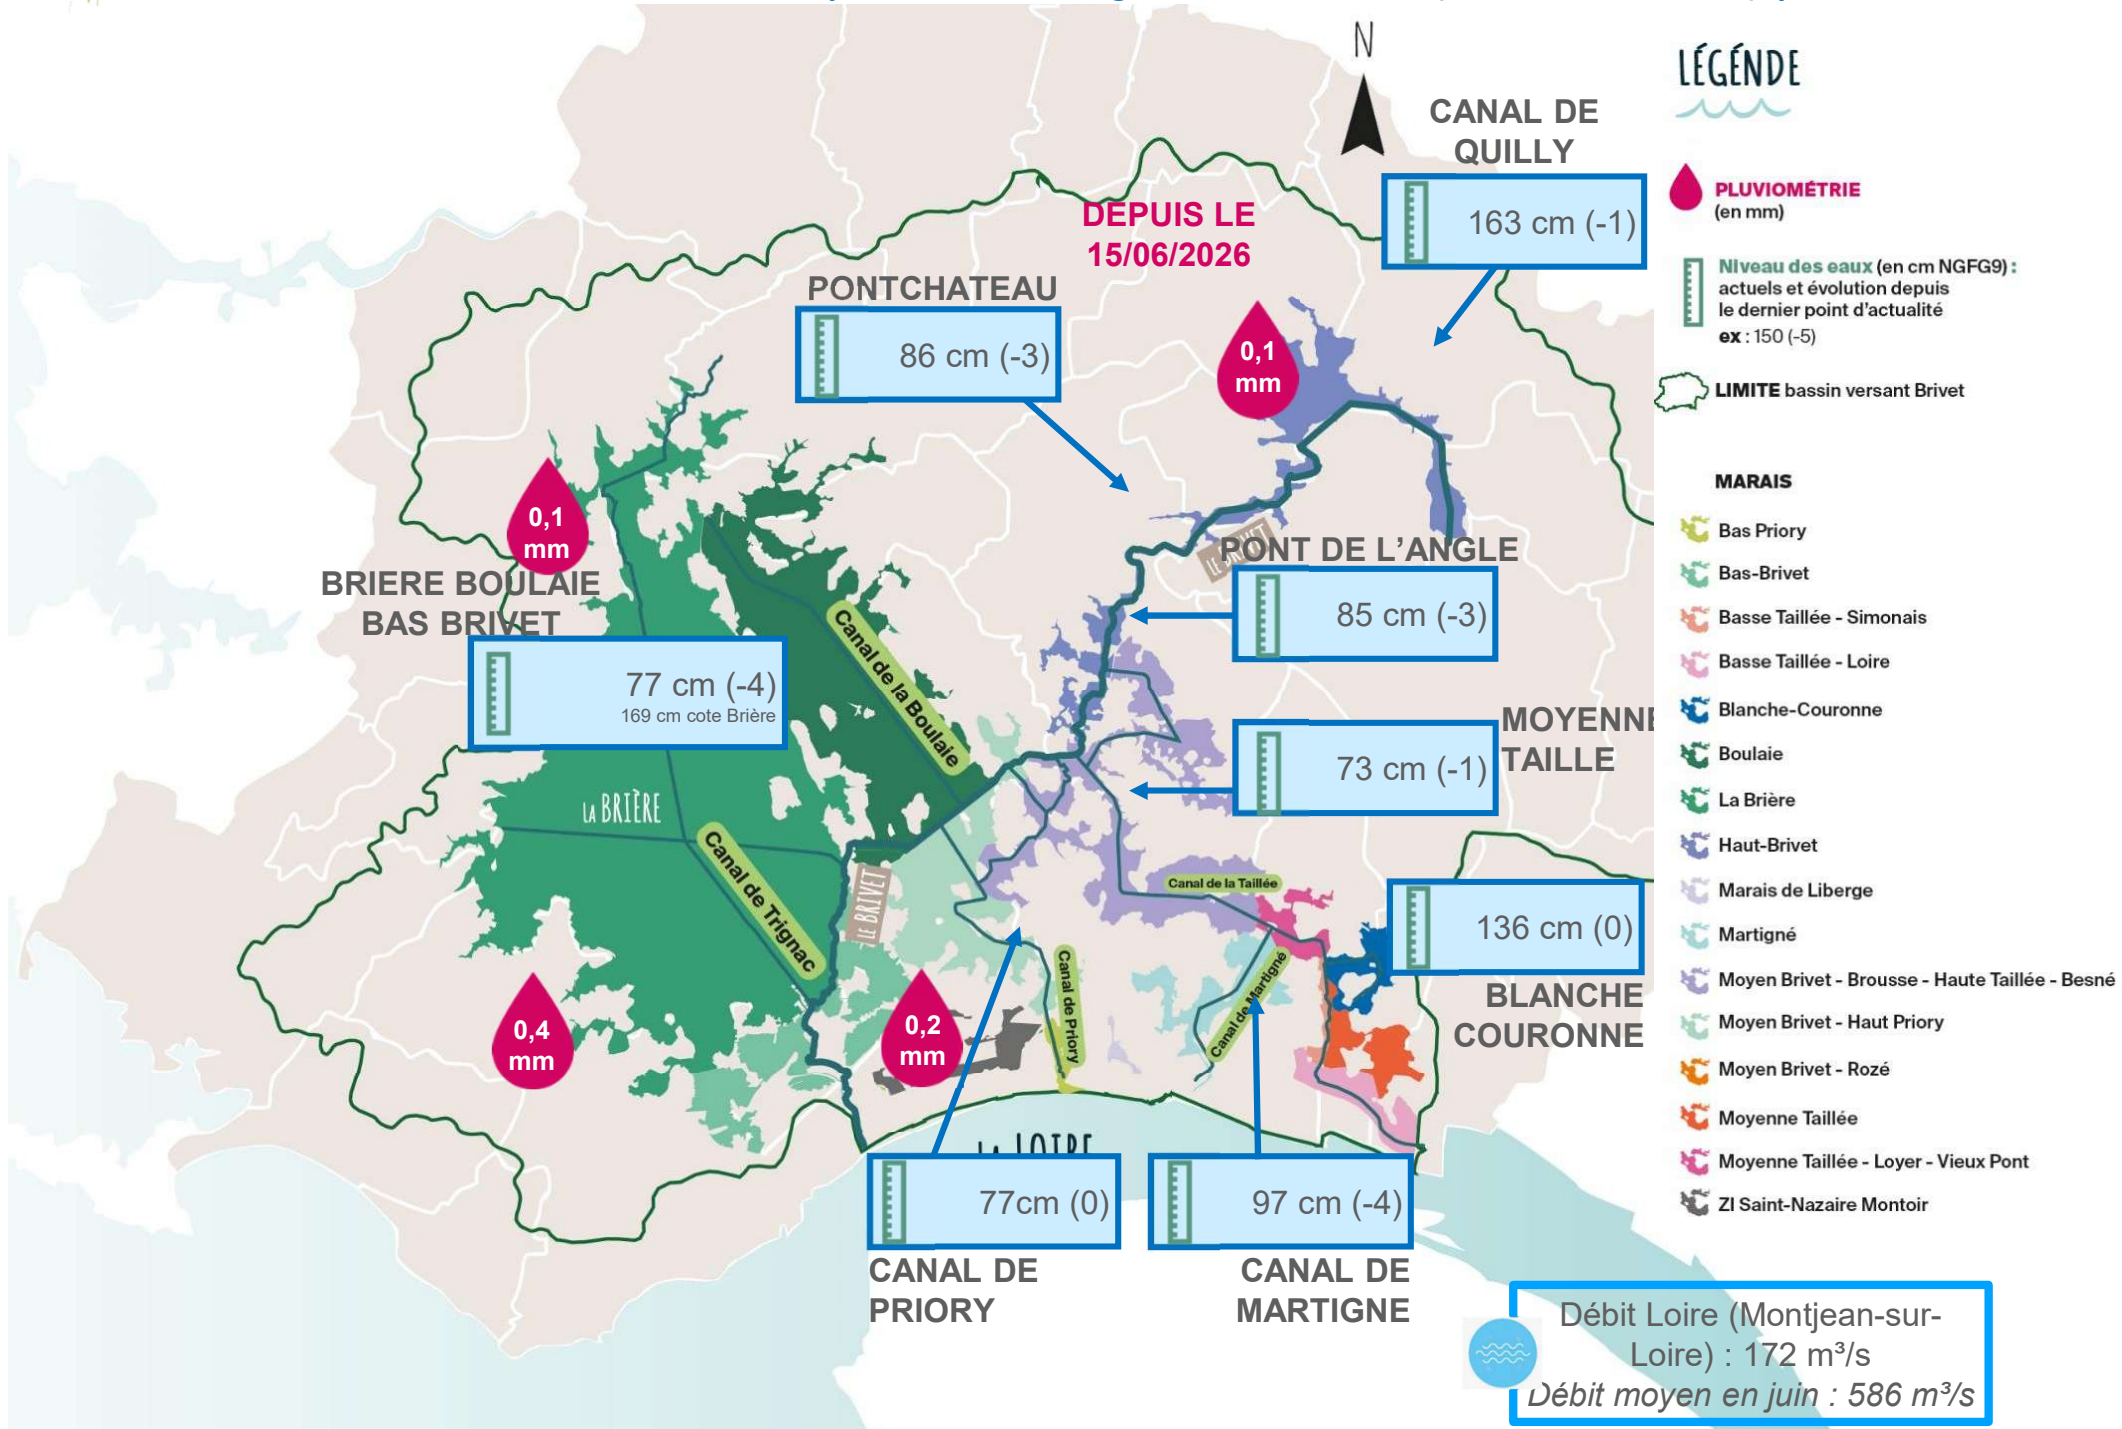 N
DEPUIS LE
15/06/2026
CANAL DE
QUILLY
163 cm (-1)
PONTCHATEAU
86 cm (-3)
0,1
mm
0,1
mm
BRIERE BOULAIE
BAS BRIVET
77 cm (-4)
169 cm cote Brière
LE BRIVET
PONT DE L'ANGLE
85 cm (-3)
MOYENNE
TAILLE
73 cm (-1)
Canal de la Boulaie
LA BRIÈRE
Canal de Trignac
LE BRIVET
Canal de la Taillée
136 cm (0)
BLANCHE
COURONNE
Canal de Priory
Canal de Martigné
0,4
mm
0,2
mm
LA LOIRE
77cm (0)
CANAL DE
PRIORY
97 cm (-4)
CANAL DE
MARTIGNE
LÉGÉNDE
PLUVIOMÉTRIE
(en mm)
Niveau des eaux (en cm NGFG9) :
actuels et évolution depuis
le dernier point d'actualité
ex : 150 (-5)
LIMITE bassin versant Brivet
MARAIS
Bas Priory
Bas-Brivet
Basse Taillée - Simonais
Basse Taillée - Loire
Blanche-Couronne
Boulaie
La Brière
Haut-Brivet
Marais de Liberge
Martigné
Moyen Brivet - Brousse - Haute Taillée - Besné
Moyen Brivet - Haut Priory
Moyen Brivet - Rozé
Moyenne Taillée
Moyenne Taillée - Loyer - Vieux Pont
ZI Saint-Nazaire Montoir
Débit Loire (Montjean-sur-
Loire) : 172 m³/s
Débit moyen en juin : 586 m³/s